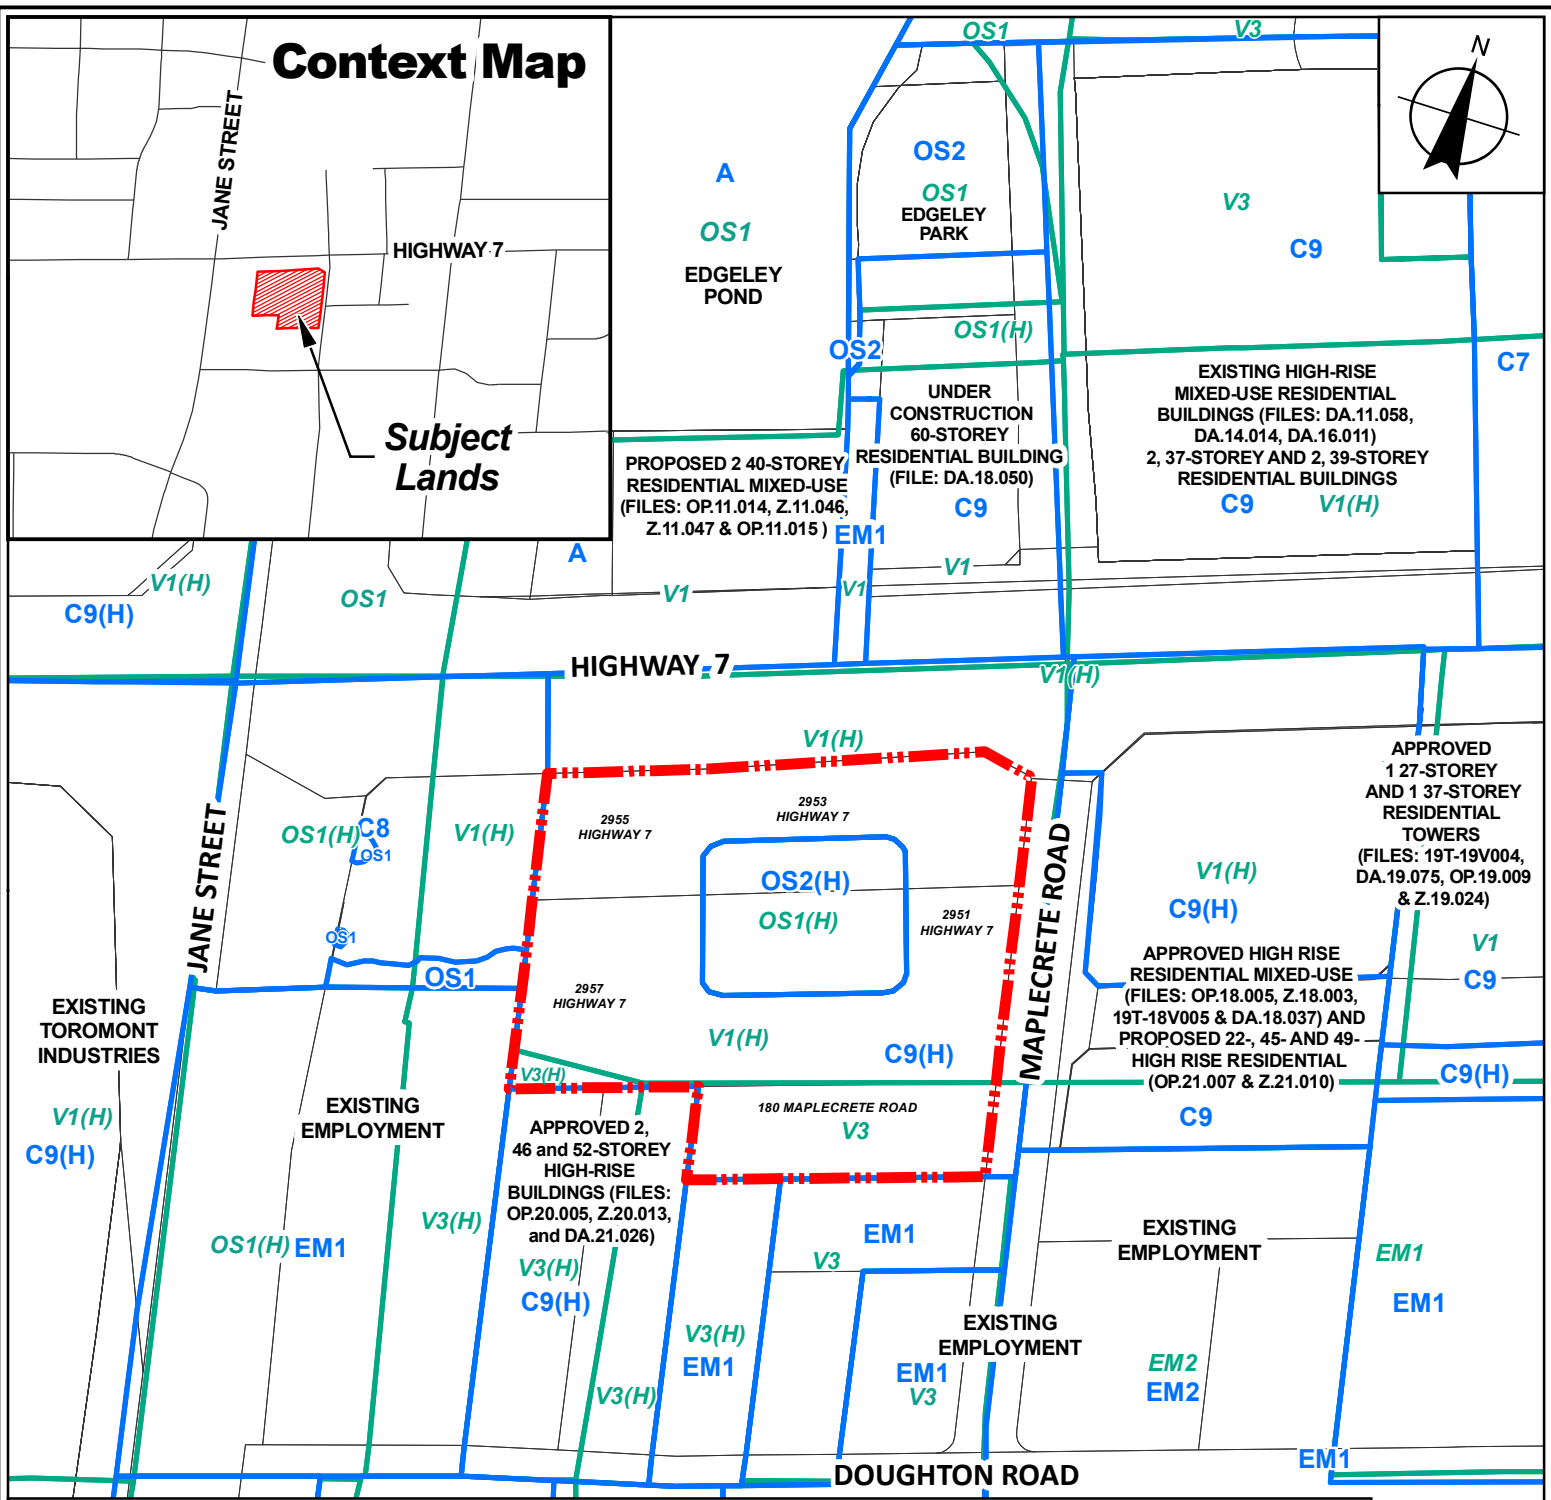 Context Map
JANE STREET
HIGHWAY 7
Subject
Lands
N
OS1
V3
A
OS1
EDGELEY
POND
OS2
OS1
EDGELEY
PARK
V3
C9
OS1(H)
OS2
C7
UNDER
CONSTRUCTION
60-STOREY
RESIDENTIAL BUILDING
(FILE: DA.18.050)
C9
EXISTING HIGH-RISE
MIXED-USE RESIDENTIAL
BUILDINGS (FILES: DA.11.058,
DA.14.014, DA.16.011)
2, 37-STOREY AND 2, 39-STOREY
RESIDENTIAL BUILDINGS
C9 V1(H)
PROPOSED 2 40-STOREY
RESIDENTIAL MIXED-USE
(FILES: OP.11.014, Z.11.046,
Z.11.047 & OP.11.015 )
EM1
A
V1(H)
C9(H)
OS1
V1
V1
V1
HIGHWAY 7
V1(H)
V1(H)
JANE STREET
OS1(H)
C8
OS1
V1(H)
OS1
OS1
2955
HIGHWAY 7
2953
HIGHWAY 7
OS2(H)
OS1(H)
2951
HIGHWAY 7
2957
HIGHWAY 7
V1(H)
C9(H)
V3(H)
180 MAPLECRETE ROAD
V3
MAPLECRETE ROAD
V1(H)
C9(H)
APPROVED
1 27-STOREY
AND 1 37-STOREY
RESIDENTIAL
TOWERS
(FILES: 19T-19V004,
DA.19.075, OP.19.009
& Z.19.024)
V1
C9
APPROVED HIGH RISE
RESIDENTIAL MIXED-USE
(FILES: OP.18.005, Z.18.003,
19T-18V005 & DA.18.037) AND
PROPOSED 22-, 45- AND 49-
HIGH RISE RESIDENTIAL
(OP.21.007 & Z.21.010)
C9(H)
C9
EXISTING
TOROMONT
INDUSTRIES
V1(H)
C9(H)
EXISTING
EMPLOYMENT
APPROVED 2,
46 and 52-STOREY
HIGH-RISE
BUILDINGS (FILES:
OP.20.005, Z.20.013,
and DA.21.026)
V3(H)
C9(H)
V3(H)
OS1(H) EM1
V3(H)
EM1
V3(H)
EM1
V3
EM1
V3
EXISTING
EMPLOYMENT
EXISTING
EMPLOYMENT
EM1
EM1
EM2
EM2
EM1
DOUGHTON ROAD